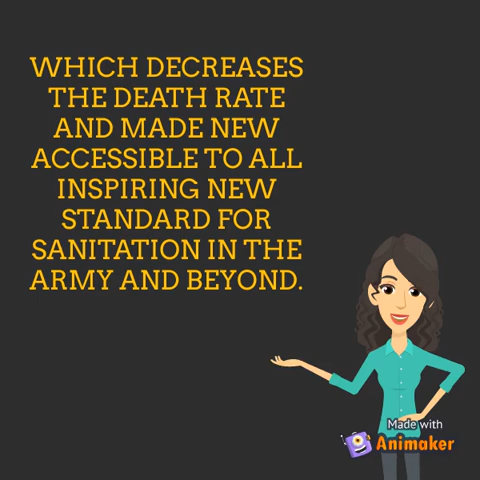 WHICH DECREASES
THE DEATH RATE
AND MADE NEW
ACCESSIBLE TO ALL
INSPIRING NEW
STANDARD FOR
SANITATION IN THE
ARMY AND BEYOND.
Made with
Animaker